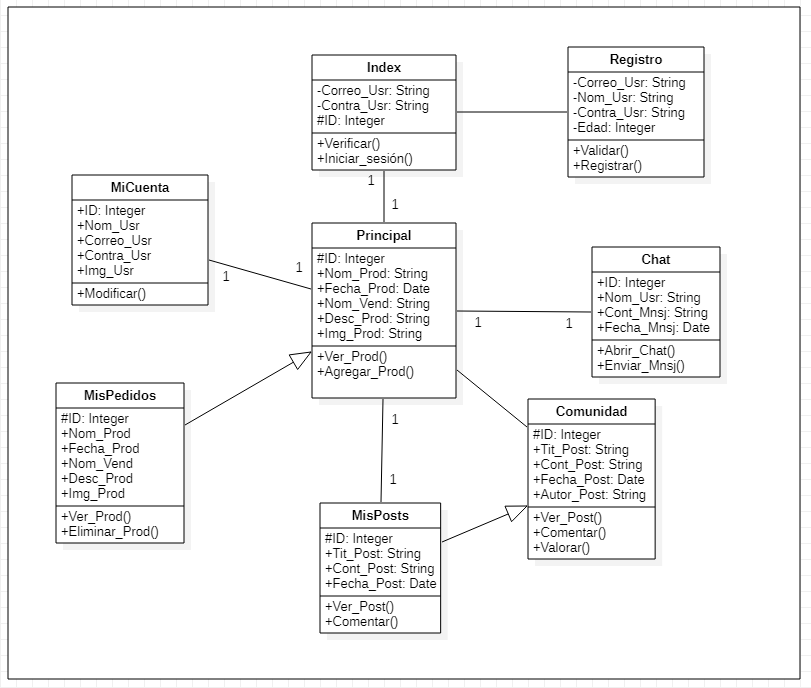 Index
-Correo_Usr: String
-Contra_Usr: String
#ID: Integer
+Verificar()
+Iniciar_sesión()
Registro
-Correo_Usr: String
-Nom_Usr: String
-Contra_Usr: String
-Edad: Integer
+Validar()
+Registrar()
1
1
MiCuenta
+ID: Integer
+Nom_Usr
+Correo_Usr
+Contra_Usr
+Img_Usr
+Modificar()
1
1
Principal
#ID: Integer
+Nom_Prod: String
+Fecha_Prod: Date
+Nom_Vend: String
+Desc_Prod: String
+Img_Prod: String
+Ver_Prod()
+Agregar_Prod()
1
1
Chat
+ID: Integer
+Nom_Usr: String
+Cont_Mnsj: String
+Fecha_Mnsj: Date
+Abrir_Chat()
+Enviar_Mnsj()
MisPedidos
#ID: Integer
+Nom_Prod
+Fecha_Prod
+Nom_Vend
+Desc_Prod
+Img_Prod
+Ver_Prod()
+Eliminar_Prod()
1
1
MisPosts
#ID: Integer
+Tit_Post: String
+Cont_Post: String
+Fecha_Post: Date
+Ver_Post()
+Comentar()
Comunidad
#ID: Integer
+Tit_Post: String
+Cont_Post: String
+Fecha_Post: Date
+Autor_Post: String
+Ver_Post()
+Comentar()
+Valorar()